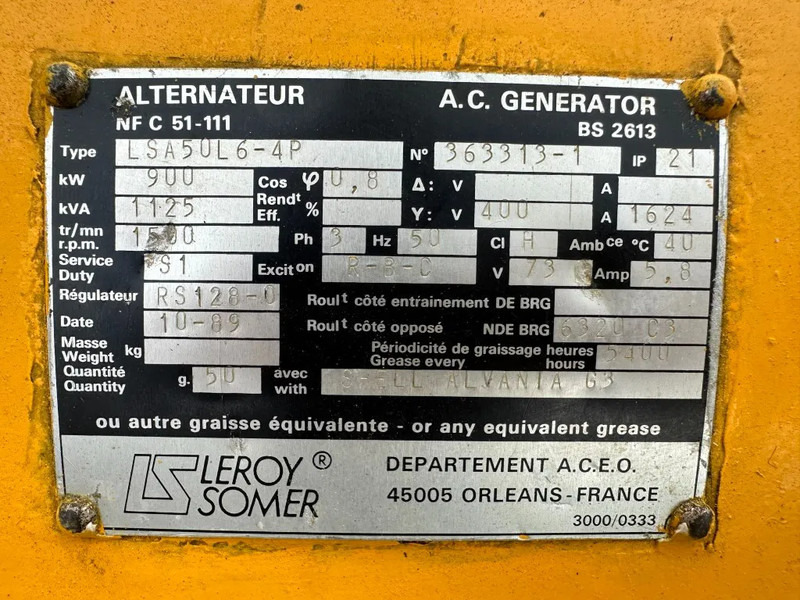 ALTERNATEUR A.C. GENERATOR
NF C 51-111 BS 2613
Type LSA50L6-4P N° 363313-1 IP 21
kW 900 Cos φ 0,8 Δ: V A
kVA 1125 Rendt Eff. % Y: V 400 A 1624
tr/mn r.p.m. 1500 Ph 3 Hz 50 Cl H Ambce °C 40
Service Duty S1 Exciton R-B-C V 73 Amp 5,8
Régulateur RS128-0 Roult côté entraînement DE BRG
Date 10-89 Roult côté opposé NDE BRG 6320 C3
Masse Weight kg Périodicité de graissage heures Grease every hours 5400
Quantité Quantity g. 50 avec with SHELL ALVANIA G3
ou autre graisse équivalente - or any equivalent grease
LEROY SOMER ® DEPARTEMENT A.C.E.O.
45005 ORLEANS-FRANCE
3000/0333